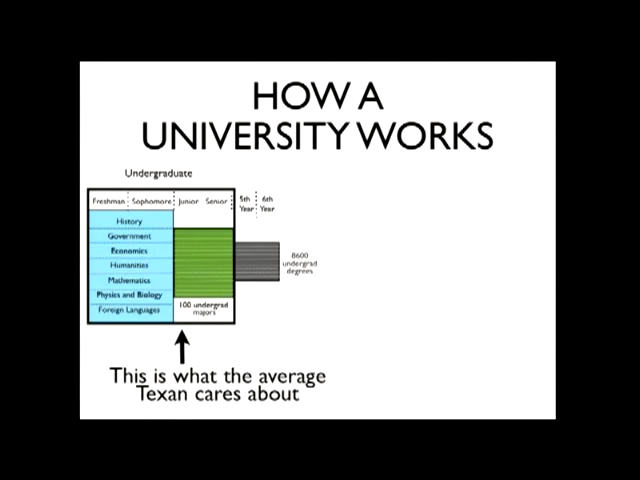 HOW A
UNIVERSITY WORKS
Undergraduate
Freshman Sophomore Junior Senior 5th Year 6th Year
History
Government
Economics
Humanities
Mathematics
Physics and Biology
Foreign Languages
100 undergrad
majors
8600
undergrad
degrees
This is what the average
Texan cares about